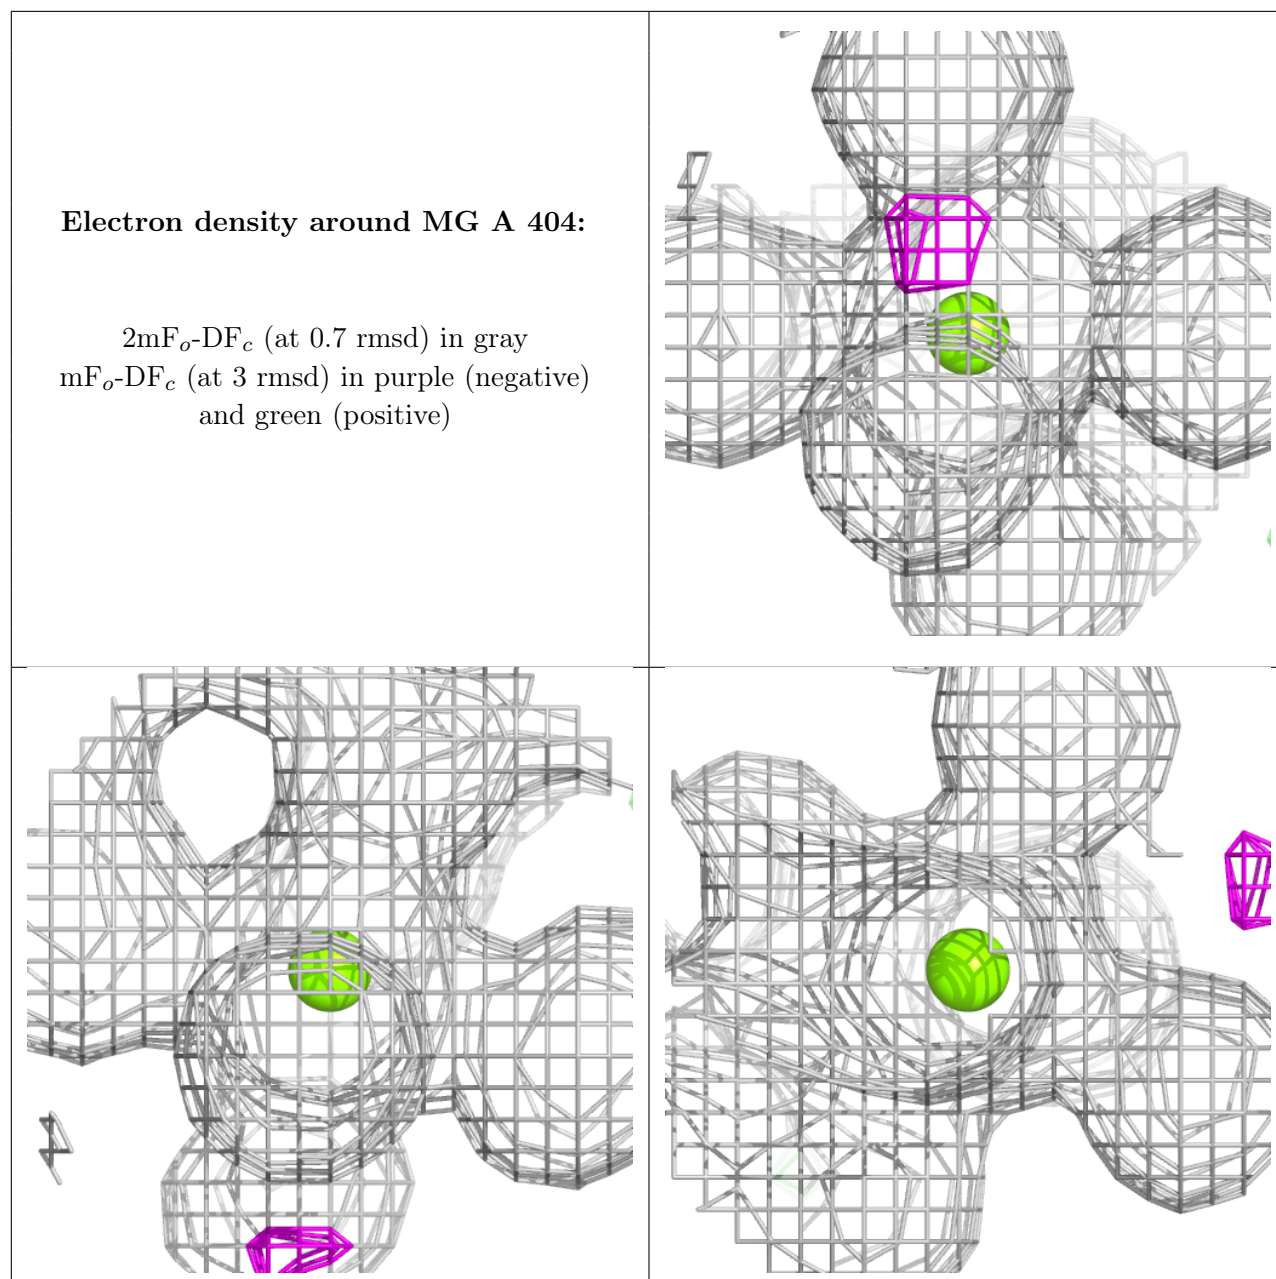 Electron density around MG A 404:
2mFo-DFc (at 0.7 rmsd) in gray
mFo-DFc (at 3 rmsd) in purple (negative)
and green (positive)